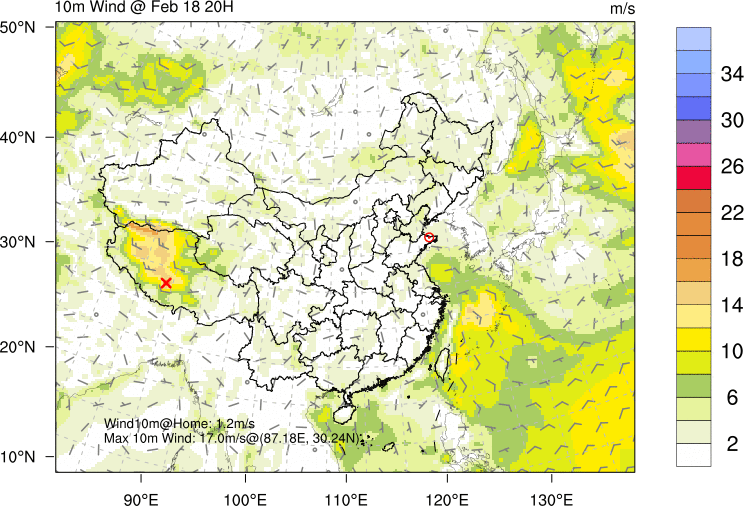 10m Wind @ Feb 18 20H m/s
50°N
40°N
30°N
20°N
10°N
90°E 100°E 110°E 120°E 130°E
Wind10m@Home: 1.2m/s
Max 10m Wind: 17.0m/s@(87.18E, 30.24N)
34
30
26
22
18
14
10
6
2